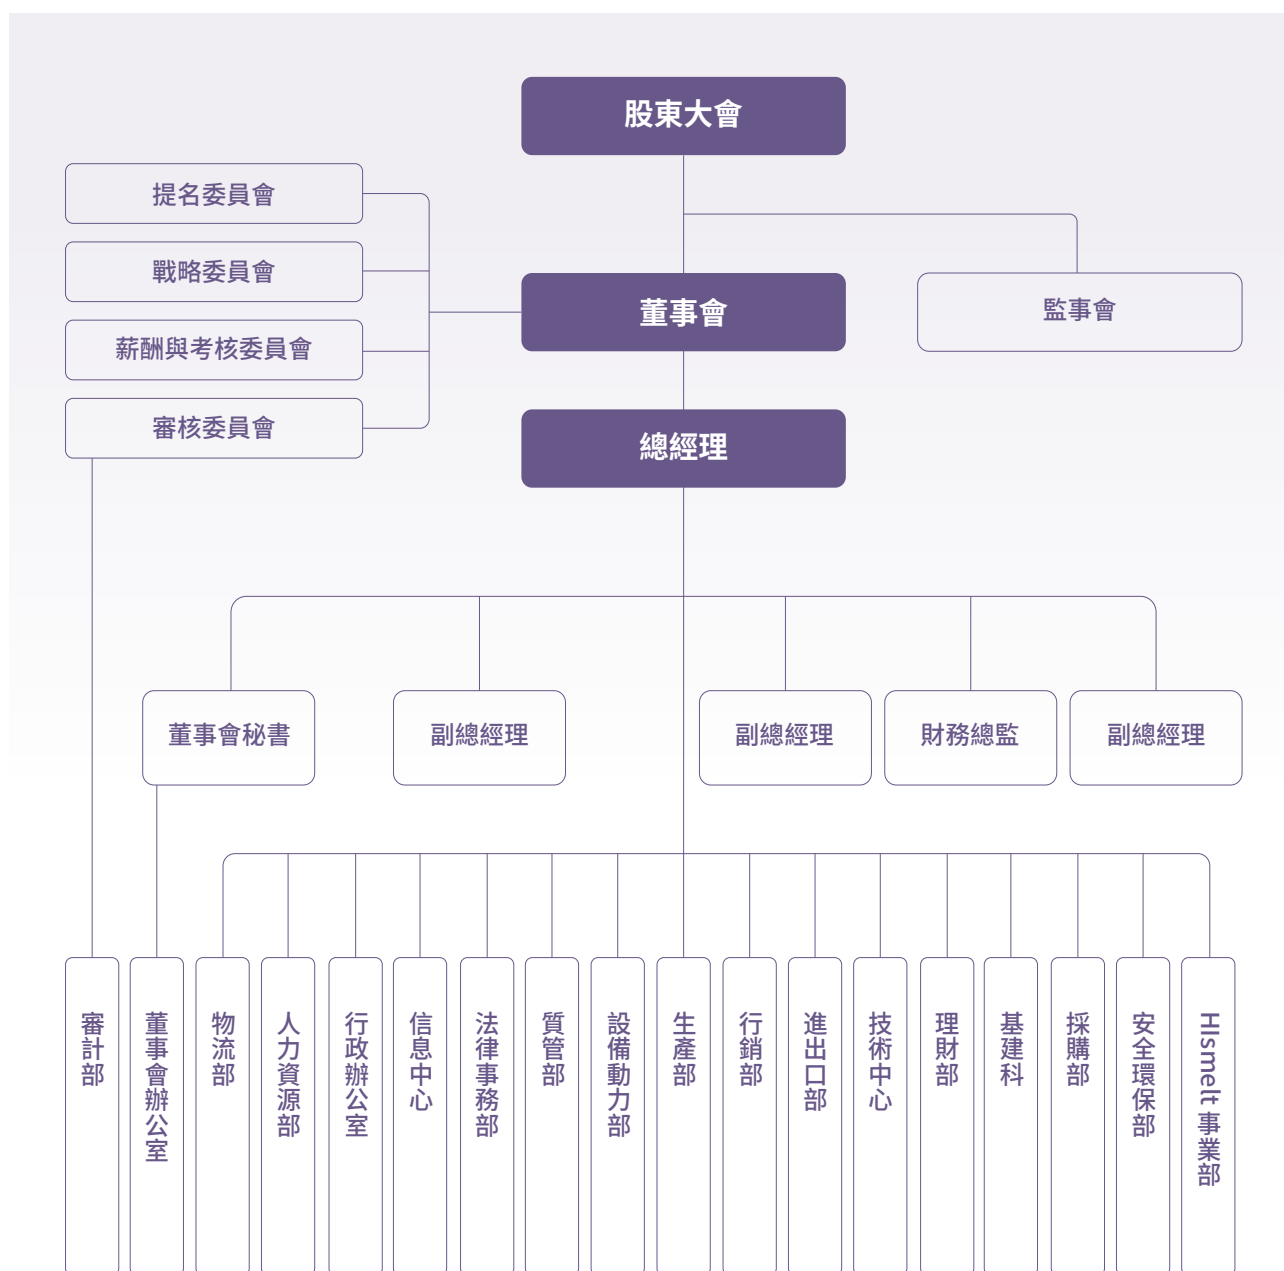 股東大會
提名委員會
戰略委員會
薪酬與考核委員會
審核委員會
董事會
監事會
總經理
董事會秘書
副總經理
副總經理
財務總監
副總經理
審計部
董事會辦公室
物流部
人力資源部
行政辦公室
信息中心
法律事務部
質管部
設備動力部
生產部
行銷部
進出口部
技術中心
理財部
基建科
採購部
安全環保部
HIsmelt 事業部